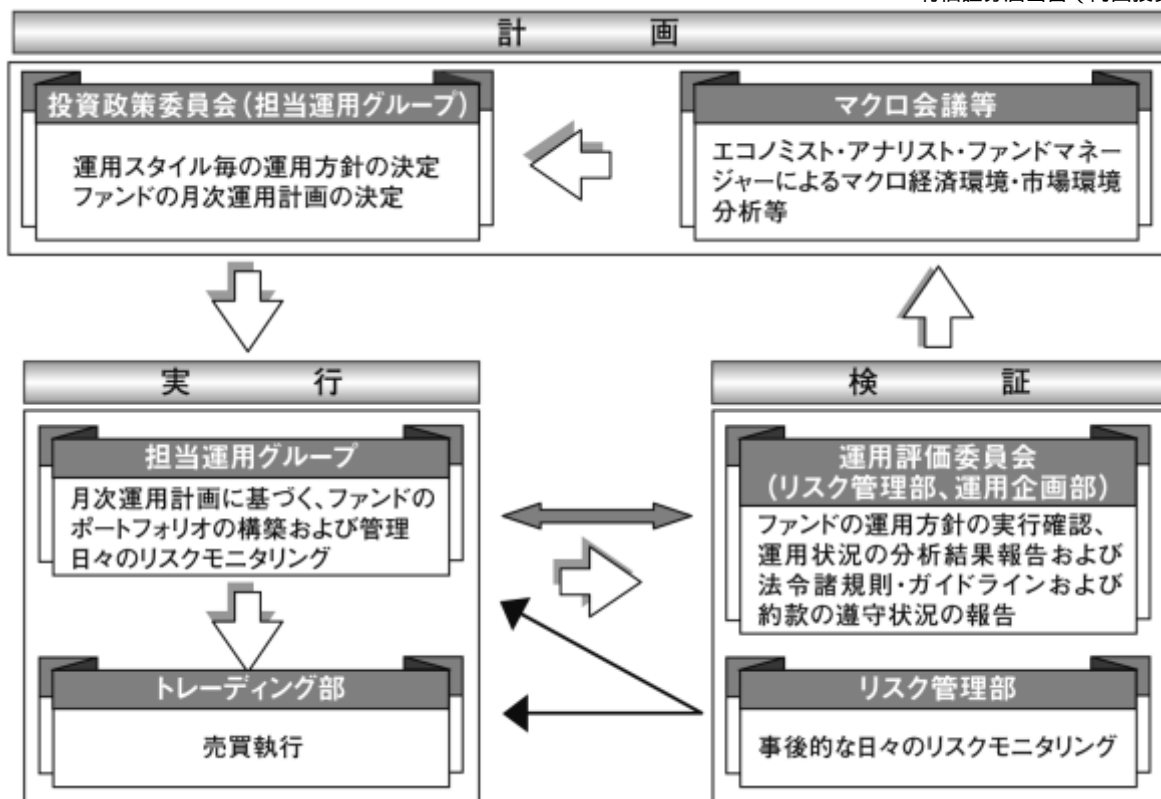 計 画
投資政策委員会(担当運用グループ)
運用スタイル毎の運用方針の決定
ファンドの月次運用計画の決定
マクロ会議等
エコノミスト・アナリスト・ファンドマネー
ジャーによるマクロ経済環境・市場環境
分析等
実 行
担当運用グループ
月次運用計画に基づく、ファンドの
ポートフォリオの構築および管理
日々のリスクモニタリング
トレーディング部
売買執行
検 証
運用評価委員会
(リスク管理部、運用企画部)
ファンドの運用方針の実行確認、
運用状況の分析結果報告および
法令諸規則・ガイドラインおよび
約款の遵守状況の報告
リスク管理部
事後的な日々のリスクモニタリング